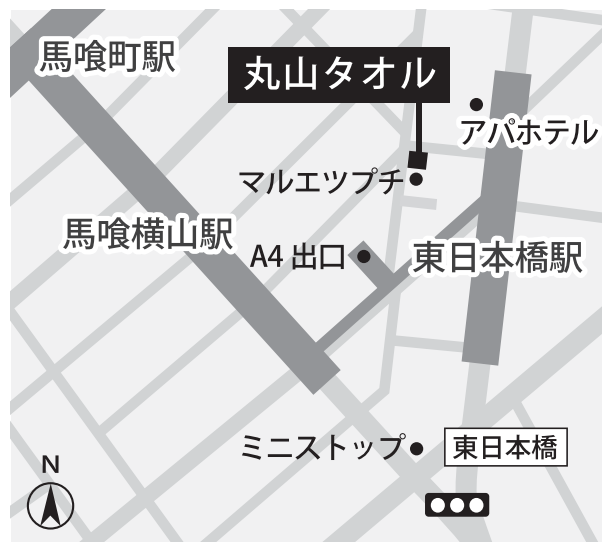 馬喰町駅
丸山タオル
アパホテル
マルエツプチ
馬喰横山駅
A4 出口
東日本橋駅
ミニストップ
東日本橋
N